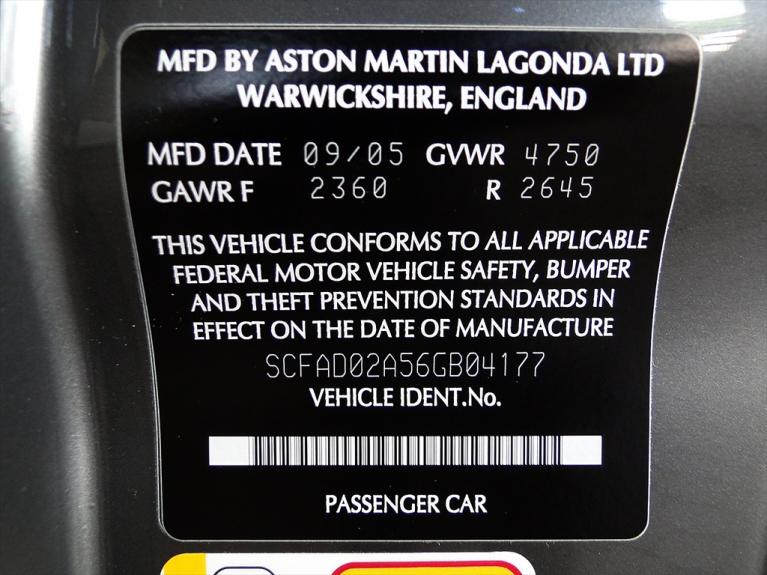 MFD BY ASTON MARTIN LAGONDA LTD
WARWICKSHIRE, ENGLAND
MFD DATE 09/05 GVWR 4750
GAWR F 2360 R 2645
THIS VEHICLE CONFORMS TO ALL APPLICABLE
FEDERAL MOTOR VEHICLE SAFETY, BUMPER
AND THEFT PREVENTION STANDARDS IN
EFFECT ON THE DATE OF MANUFACTURE
SCFAD02A56GB04177
VEHICLE IDENT.No.
PASSENGER CAR